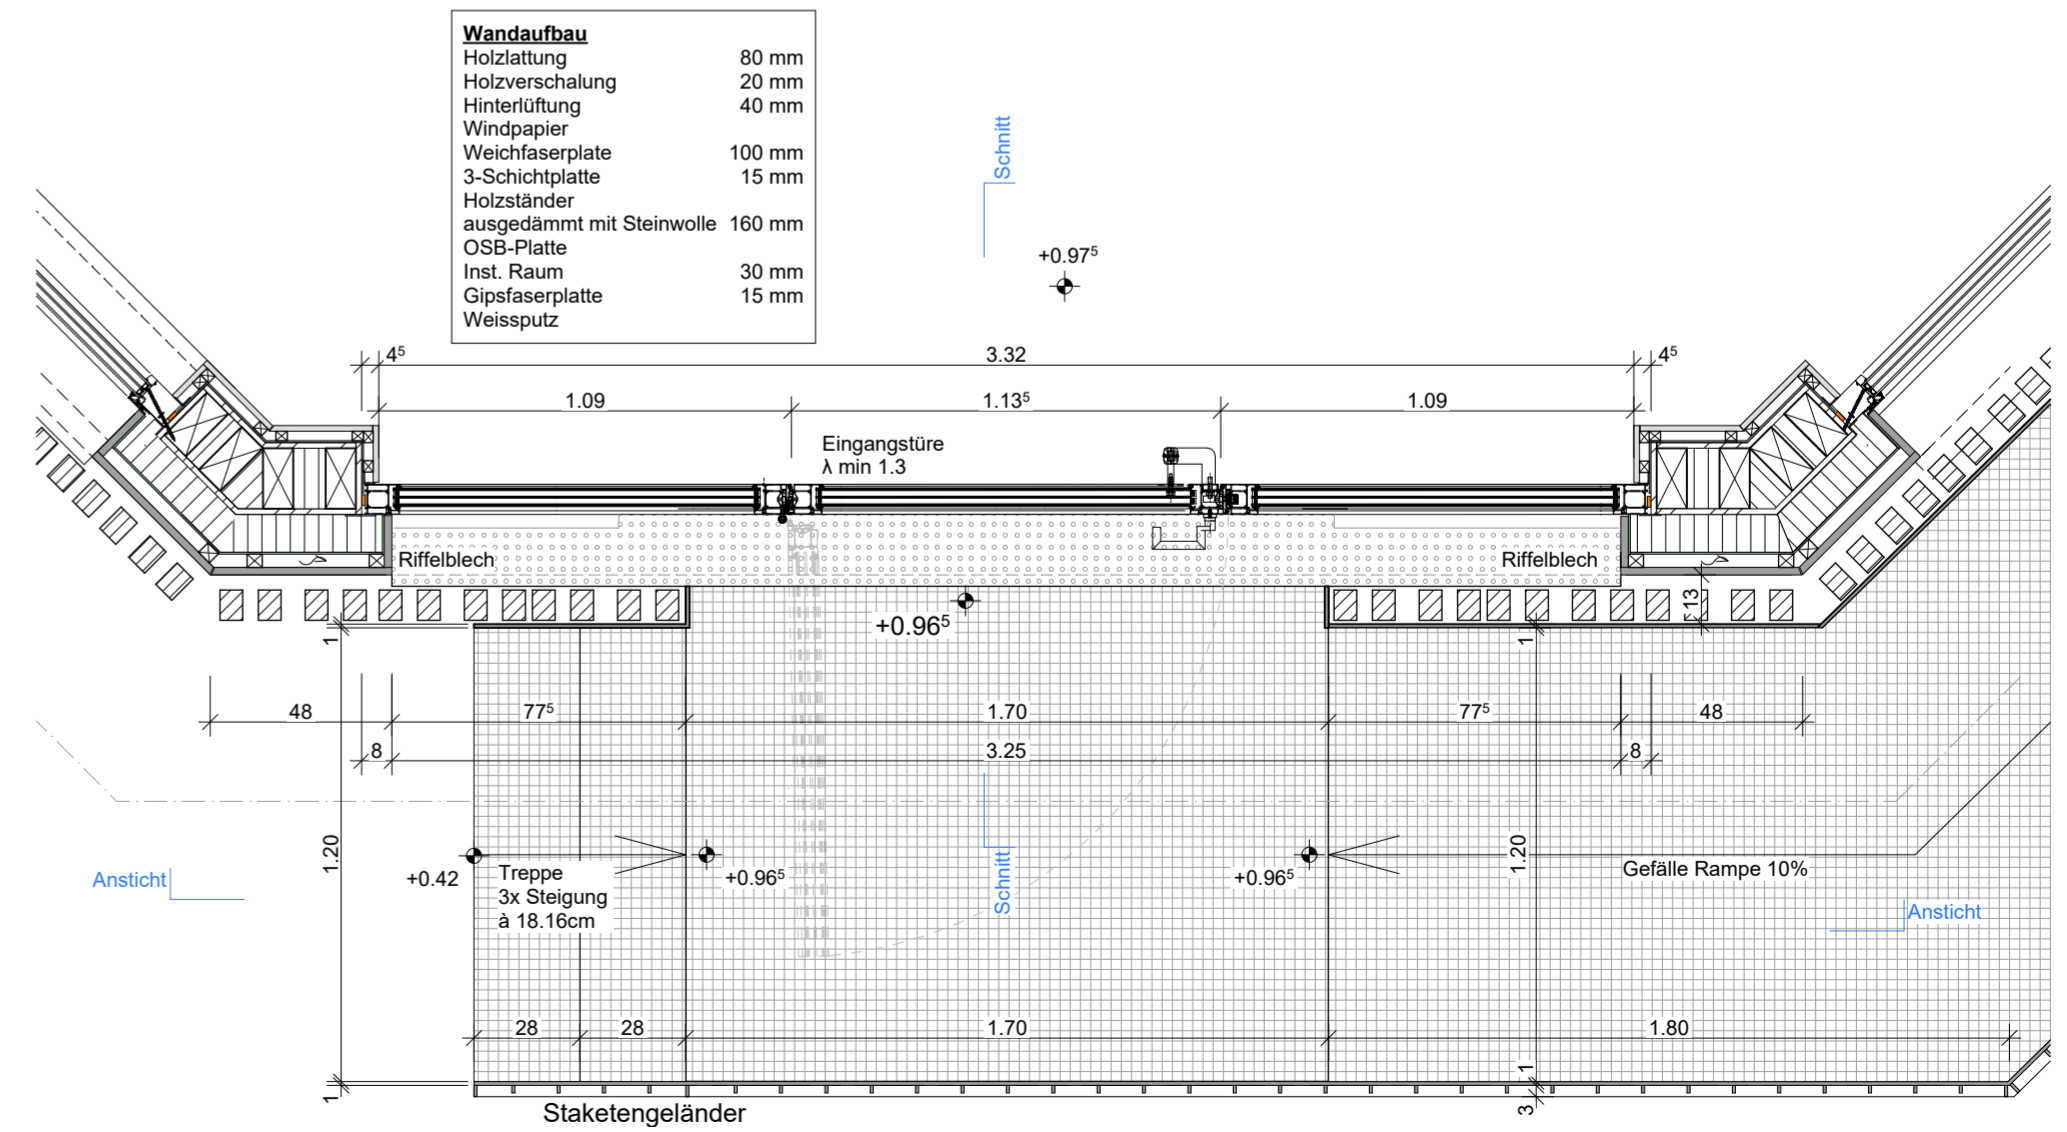 Wandaufbau
Holzlattung 80 mm
Holzverschalung 20 mm
Hinterlüftung 40 mm
Windpapier
Weichfaserplate 100 mm
3-Schichtplatte 15 mm
Holzständer
ausgedämmt mit Steinwolle 160 mm
OSB-Platte
Inst. Raum 30 mm
Gipsfaserplatte 15 mm
Weissputz
Schnitt
+0.97⁵
4⁵ 3.32 4⁵
1.09 1.13⁵ 1.09
Eingangstüre
λ min 1.3
Riffelblech Riffelblech
13
+0.96⁵
1 1
48 77⁵ 1.70 77⁵ 48
8 3.25 8
1.20 1.20
+0.42 +0.96⁵ +0.96⁵
Treppe
3x Steigung
à 18.16cm
Schnitt
Gefälle Rampe 10%
Ansticht Ansticht
28 28 1.70 1.80
1 1
3
Staketengeländer